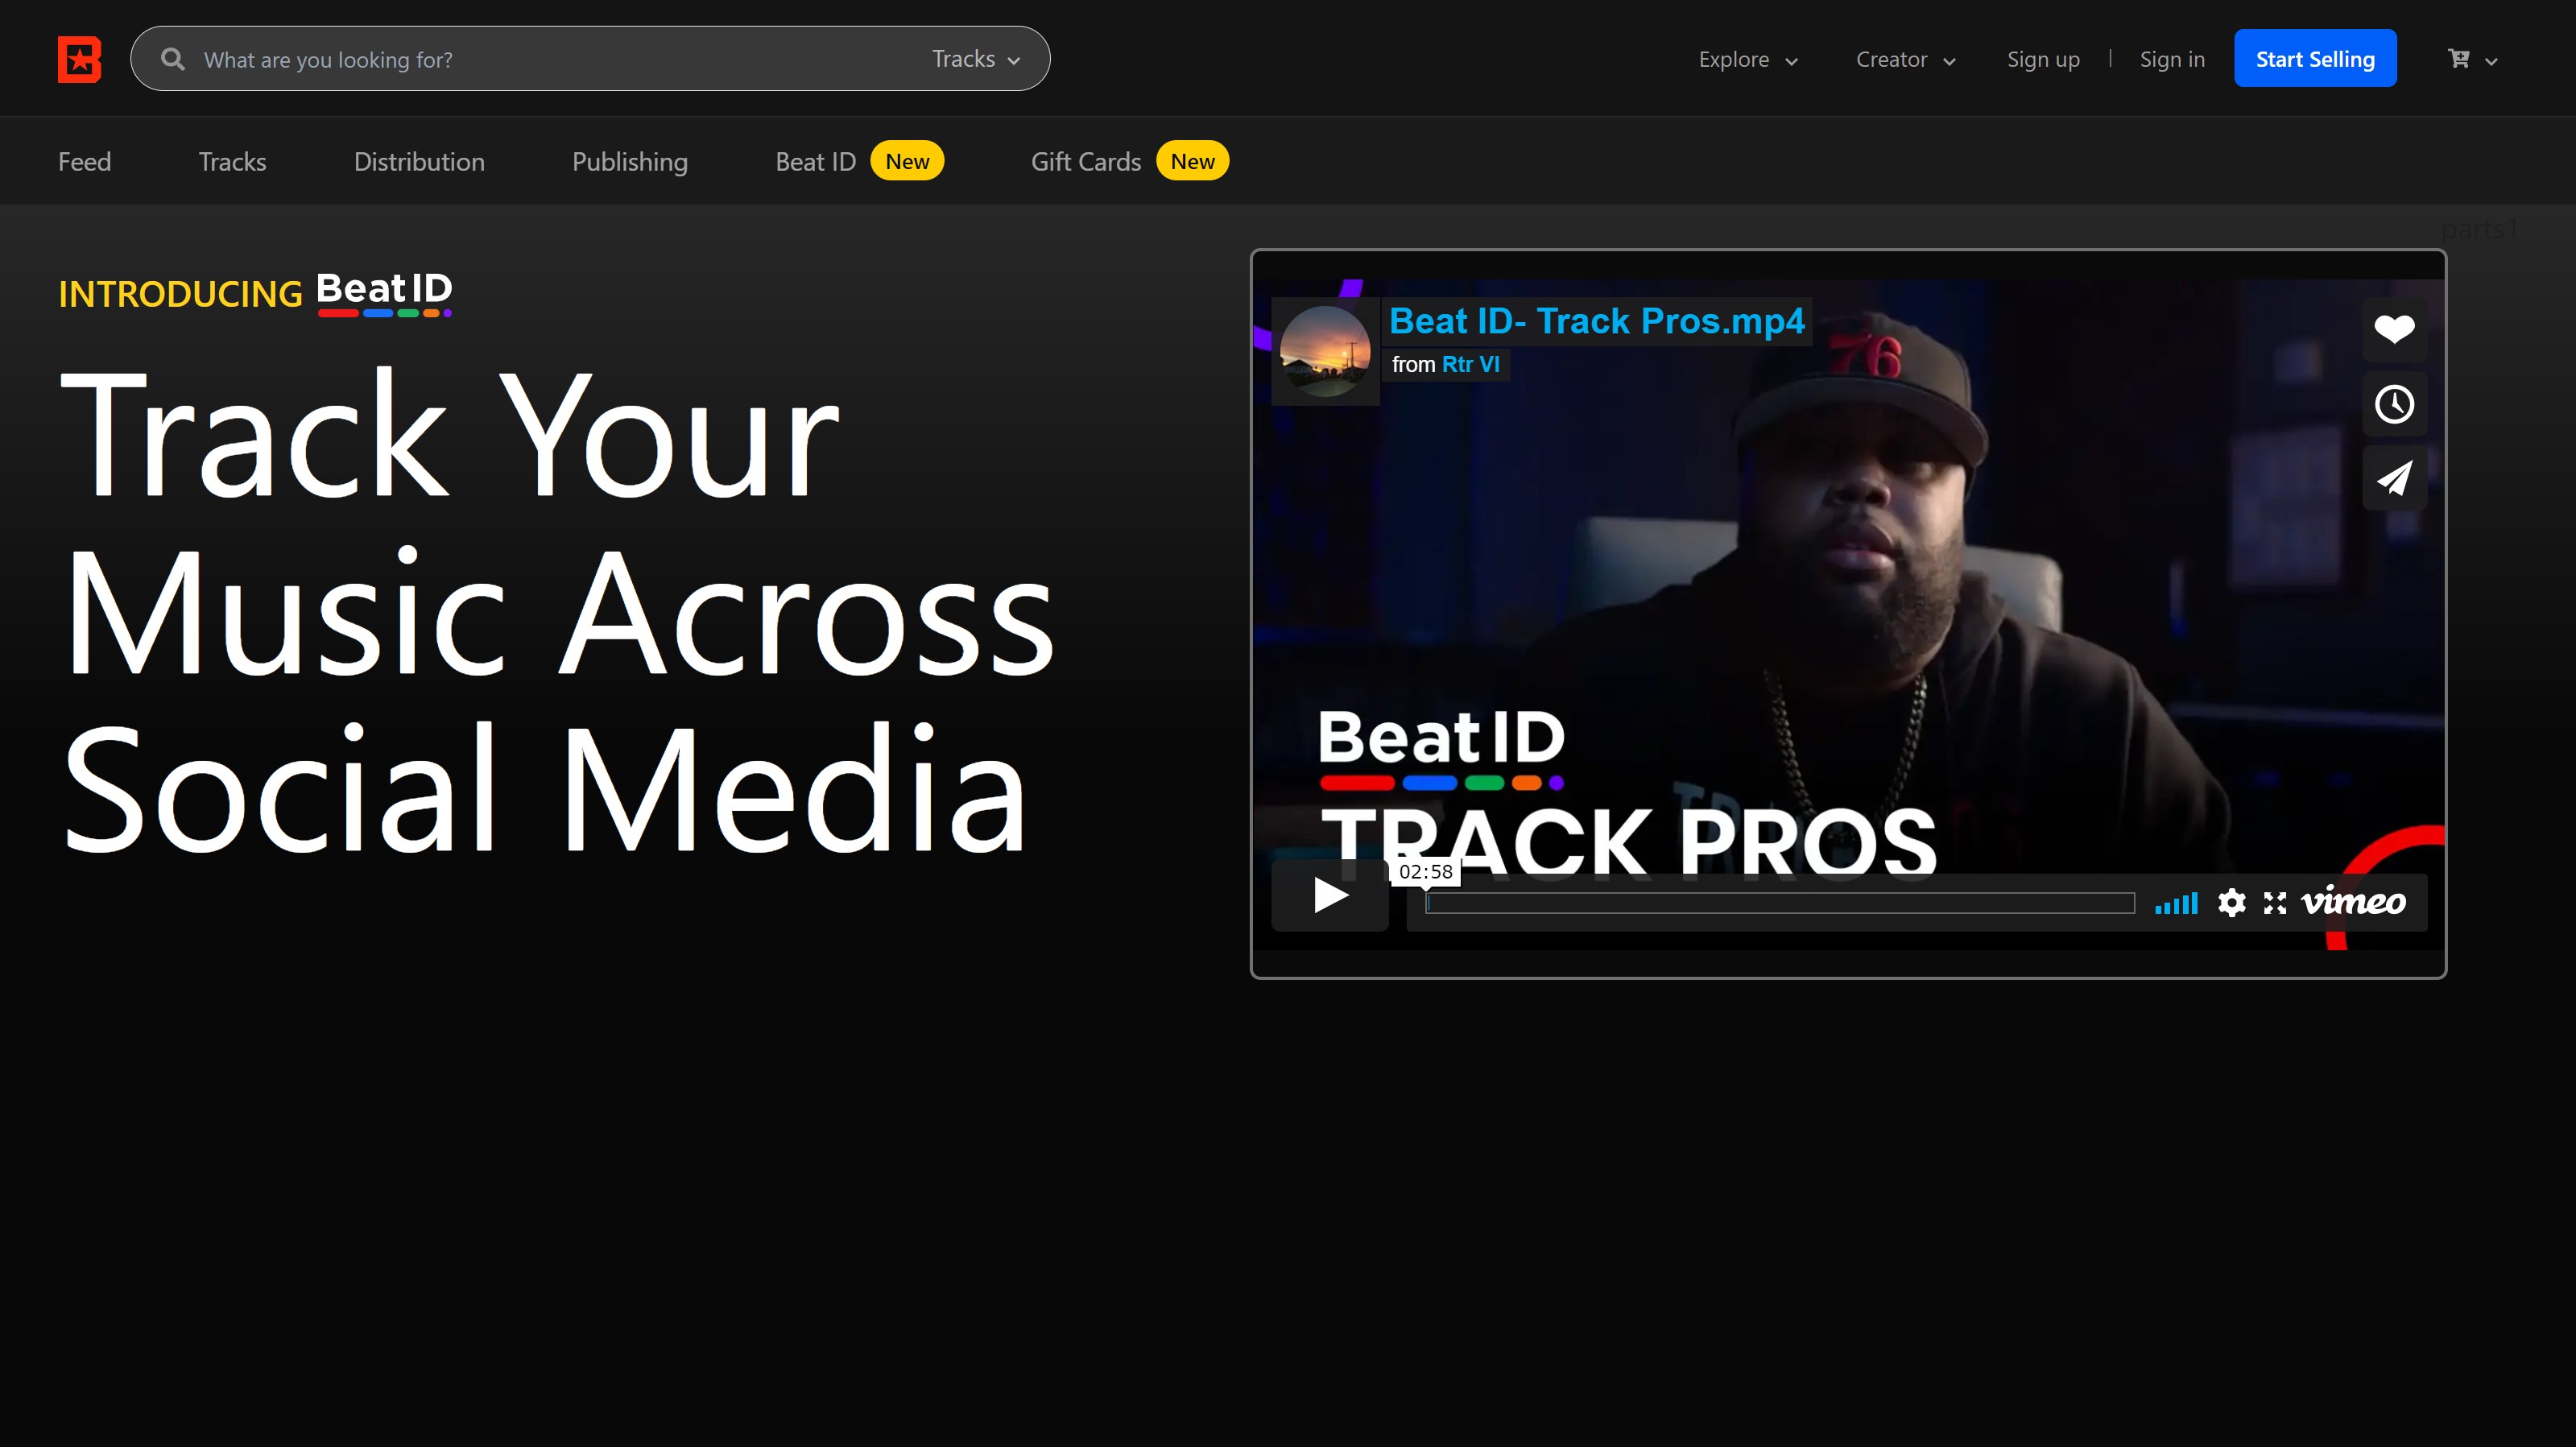 What are you looking for?
Tracks
Explore
Creator
Sign up
Sign in
Start Selling
Feed
Tracks
Distribution
Publishing
Beat ID New
Gift Cards New
parts1
INTRODUCING Beat ID
Track Your
Music Across
Social Media
Beat ID- Track Pros.mp4
from Rtr VI
76
Beat ID
TRACK PROS
02:58
vimeo